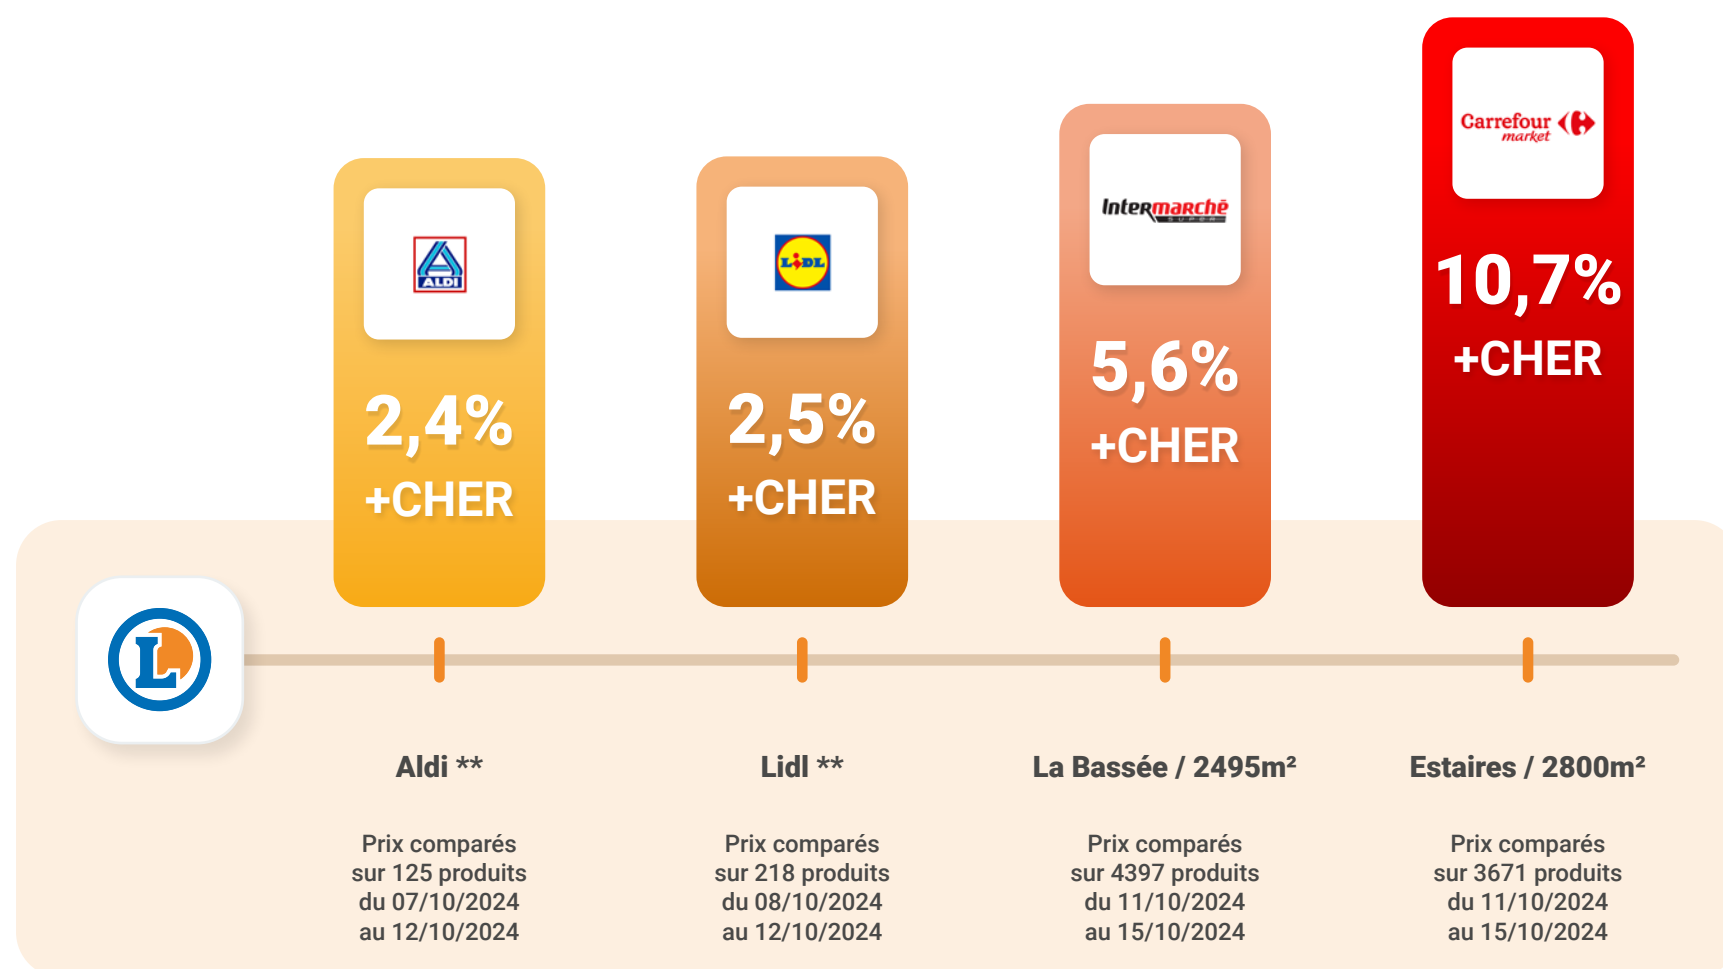 ALDI
2,4%
+CHER
LIDL
2,5%
+CHER
Intermarchē
SUPER
5,6%
+CHER
Carrefour
market
10,7%
+CHER
L
Aldi **
Prix comparés
sur 125 produits
du 07/10/2024
au 12/10/2024
Lidl **
Prix comparés
sur 218 produits
du 08/10/2024
au 12/10/2024
La Bassée / 2495m²
Prix comparés
sur 4397 produits
du 11/10/2024
au 15/10/2024
Estaires / 2800m²
Prix comparés
sur 3671 produits
du 11/10/2024
au 15/10/2024